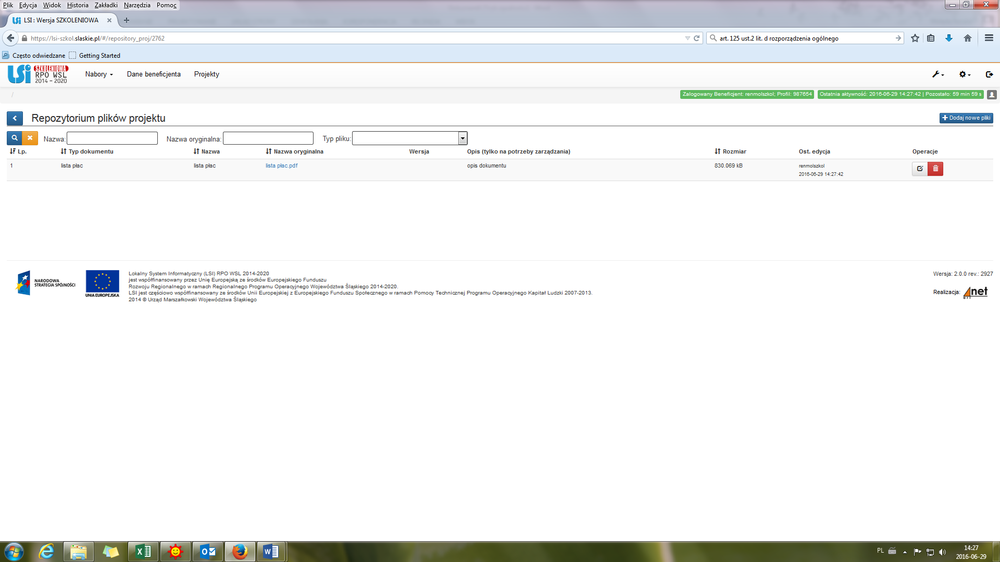 Plik Edycja Widok Historia Zakładki Narzędzia Pomoc
LSI : Wersja SZKOLENIOWA
https://lsi-szkol.slaskie.pl/#/repository_proj/2762
art. 125 ust.2 lit. d rozporządzenia ogólnego
Często odwiedzane Getting Started
LSI SZKOLENIOWA RPO WSL 2014 - 2020
Nabory Dane beneficjenta Projekty
/
Zalogowany Beneficjent: renmolszkol; Profil: 987654 Ostatnia aktywność: 2016-06-29 14:27:42 | Pozostało: 59 min 59 s
Repozytorium plików projektu
Dodaj nowe pliki
Nazwa: Nazwa oryginalna: Typ pliku:
Lp. Typ dokumentu Nazwa Nazwa oryginalna Wersja Opis (tylko na potrzeby zarządzania) Rozmiar Ost. edycja Operacje
1 lista płac lista płac lista płac.pdf opis dokumentu 830.069 kB renmolszkol
2016-06-29 14:27:42
NARODOWA
STRATEGIA SPÓJNOŚCI
UNIA EUROPEJSKA
Lokalny System Informatyczny (LSI) RPO WSL 2014-2020
jest współfinansowany przez Unię Europejską ze środków Europejskiego Funduszu
Rozwoju Regionalnego w ramach Regionalnego Programu Operacyjnego Województwa Śląskiego 2014-2020.
LSI jest częściowo współfinansowany ze środków Unii Europejskiej z Europejskiego Funduszu Społecznego w ramach Pomocy Technicznej Programu Operacyjnego Kapitał Ludzki 2007-2013.
2014 © Urząd Marszałkowski Województwa Śląskiego
Wersja: 2.0.0 rev.: 2927
Realizacja: art 4net
PL
14:27
2016-06-29